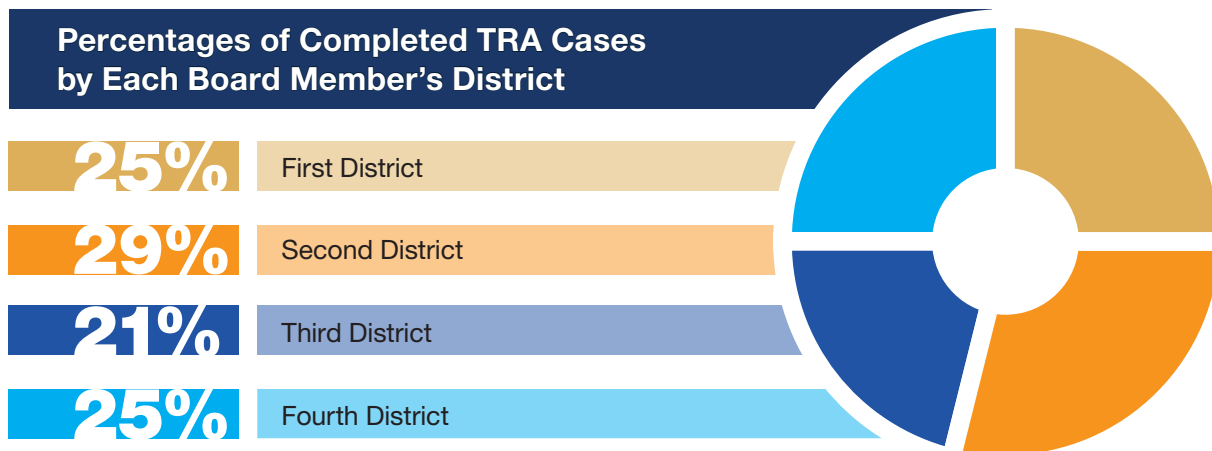 Percentages of Completed TRA Cases
by Each Board Member’s District
25% First District
29% Second District
21% Third District
25% Fourth District